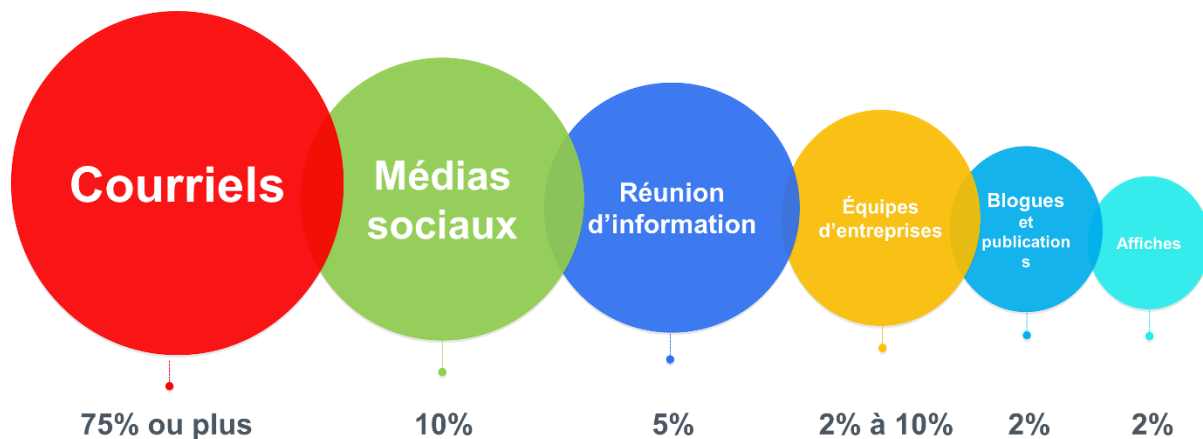 Courriels
Médias
sociaux
Réunion
d’information
Équipes
d’entreprises
Blogues
et
publication
s
Affiches
75% ou plus
10%
5%
2% à 10%
2%
2%